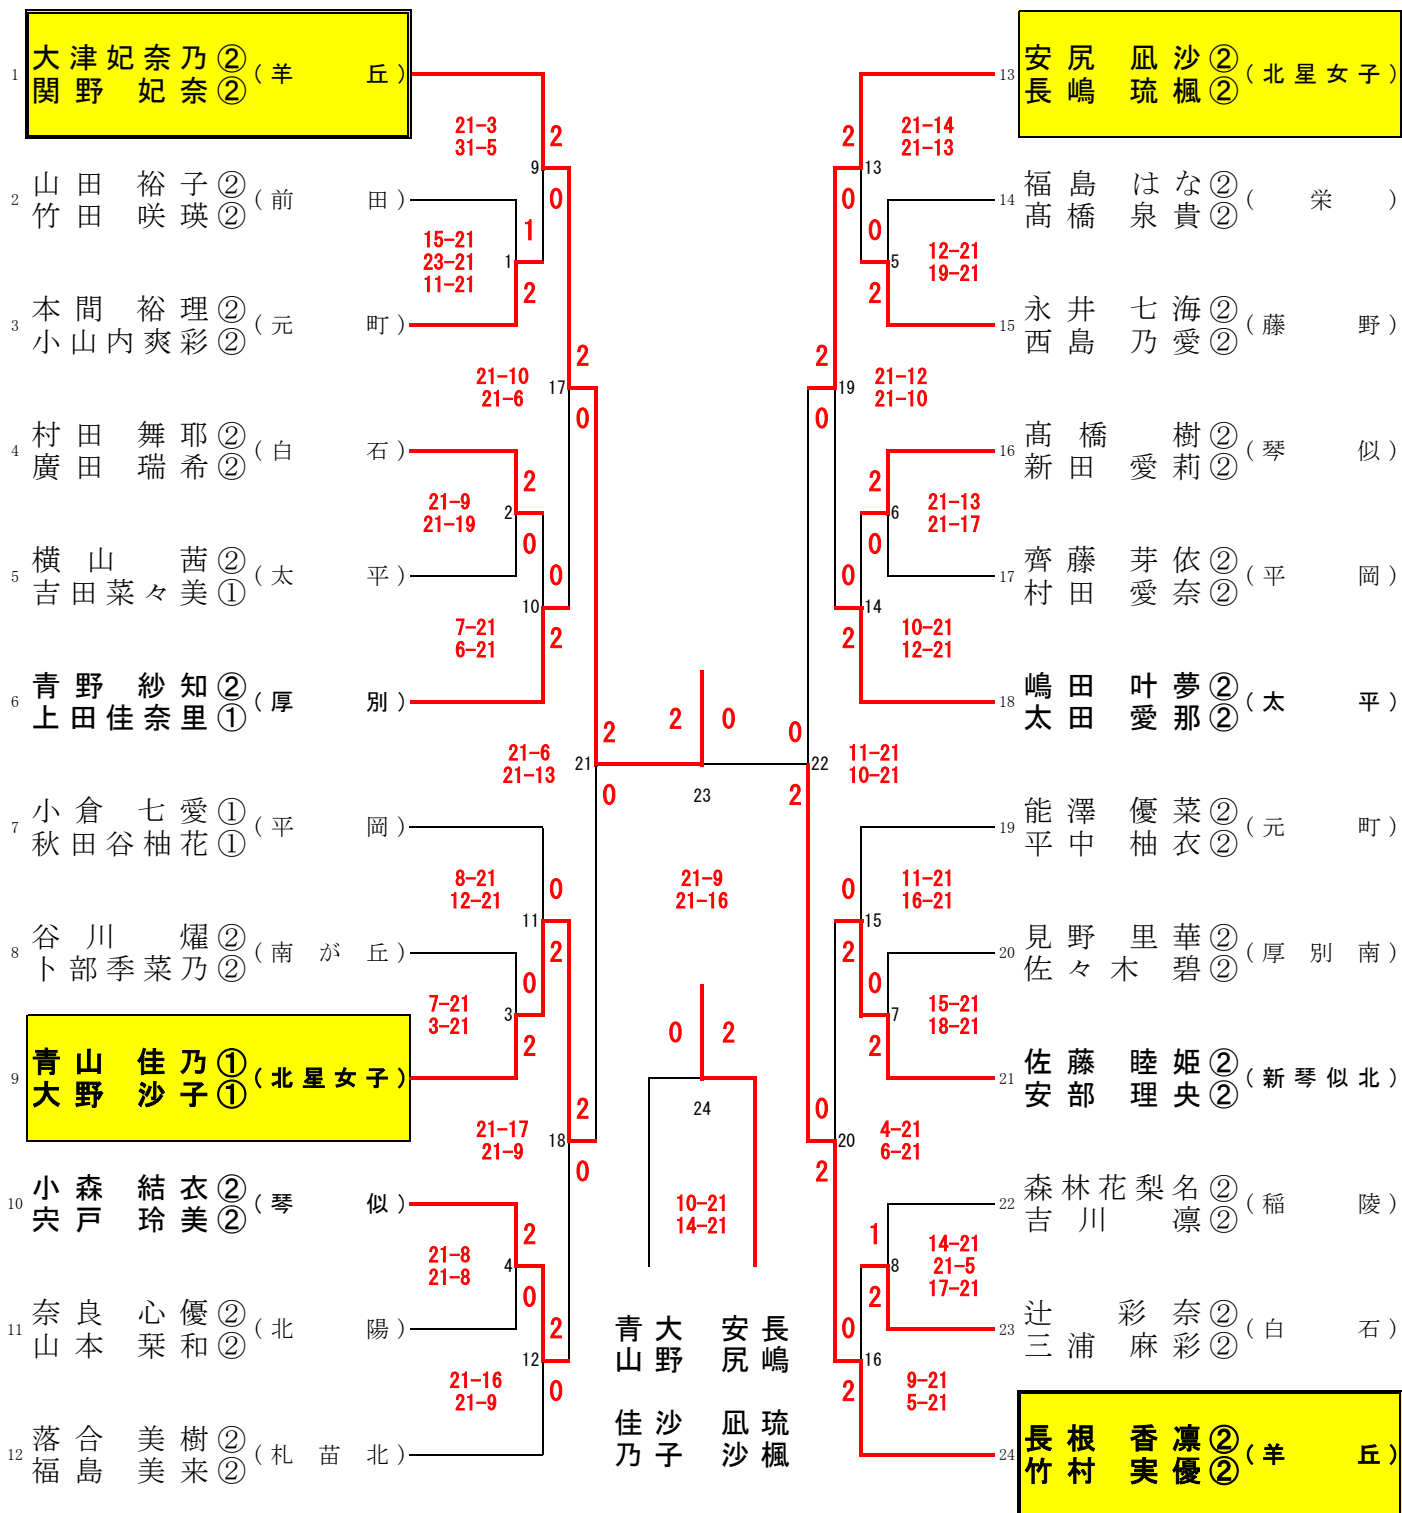 1 大津妃奈乃② (羊丘)
関野妃奈②
2 山田裕子② (前田)
竹田咲瑛②
3 本間裕理② (元町)
小山内爽彩②
4 村田舞耶② (白石)
廣田瑞希②
5 横山茜② (太平)
吉田菜々美①
6 青野紗知② (厚別)
上田佳奈里①
7 小倉七愛① (平岡)
秋田谷柚花①
8 谷川燿② (南が丘)
卜部季菜乃②
9 青山佳乃① (北星女子)
大野沙子①
10 小森結衣② (琴似)
宍戸玲美②
11 奈良心優② (北陽)
山本栞和②
12 落合美樹② (札苗北)
福島美来②
21-3
31-5
2
9
0
15-21
23-21
11-21
1
1
2
21-10
21-6
2
17
0
21-9
21-19
2
2
0
0
10
7-21
6-21
2
21-6
21-13
2
21
0
8-21
12-21
0
11
2
7-21
3-21
0
3
2
21-17
21-9
2
18
0
21-8
21-8
2
4
0
2
12
21-16
21-9
0
2 0
23
21-9
21-16
0 2
24
10-21
14-21
青山佳乃
大野沙子
安尻凪沙
長嶋琉楓
2
21-14
21-13
13
0
0
12-21
19-21
5
2
2
19
21-12
21-10
0
2
21-13
21-17
6
0
0
14
10-21
12-21
2
0
22
11-21
10-21
2
0
11-21
16-21
15
2
0
15-21
18-21
7
2
0
20
4-21
6-21
2
1
14-21
21-5
17-21
8
2
0
16
9-21
5-21
2
13 安尻凪沙② (北星女子)
長嶋琉楓②
14 福島はな② (栄)
髙橋泉貴②
15 永井七海② (藤野)
西島乃愛②
16 髙橋樹② (琴似)
新田愛莉②
17 齊藤芽依② (平岡)
村田愛奈②
18 嶋田叶夢② (太平)
太田愛那②
19 能澤優菜② (元町)
平中柚衣②
20 見野里華② (厚別南)
佐々木碧②
21 佐藤睦姫② (新琴似北)
安部理央②
22 森林花梨名② (稲陵)
吉川凛②
23 辻彩奈② (白石)
三浦麻彩②
24 長根香凛② (羊丘)
竹村実優②